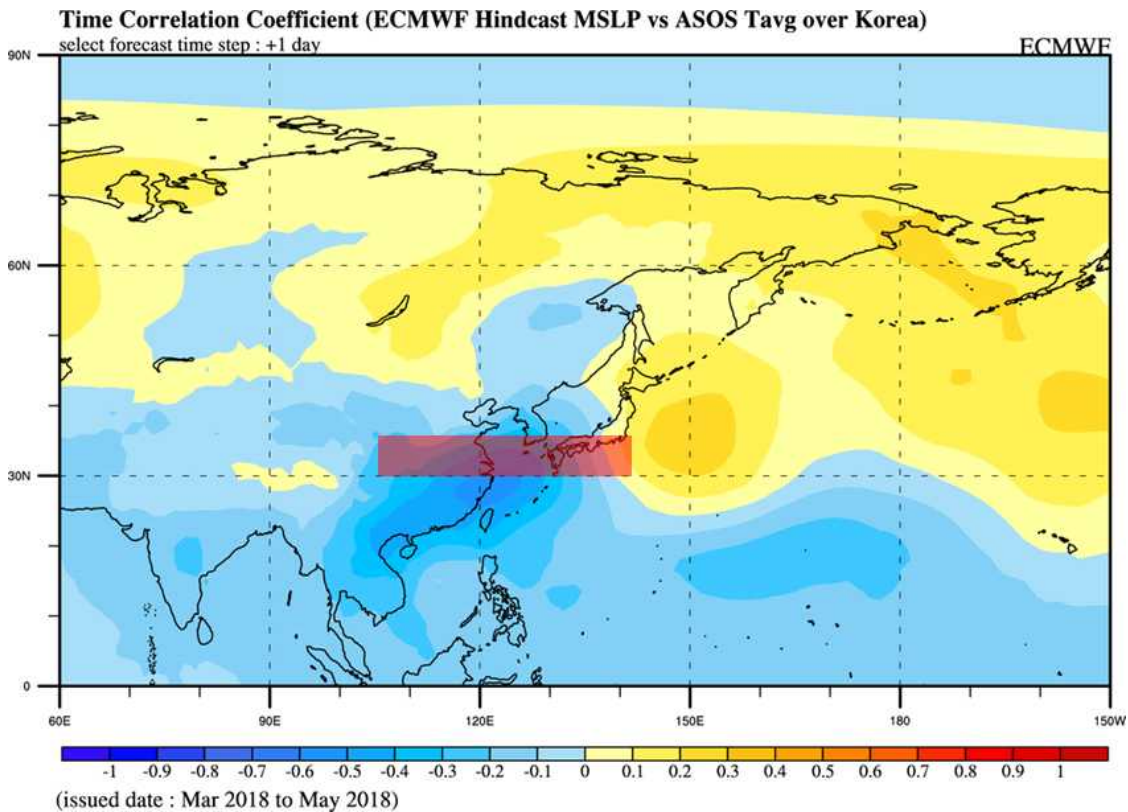 Time Correlation Coefficient (ECMWF Hindcast MSLP vs ASOS Tavg over Korea)
select forecast time step : +1 day
ECMWF
90N
60N
30N
0
60E 90E 120E 150E 180 150W
-1 -0.9 -0.8 -0.7 -0.6 -0.5 -0.4 -0.3 -0.2 -0.1 0 0.1 0.2 0.3 0.4 0.5 0.6 0.7 0.8 0.9 1
(issued date : Mar 2018 to May 2018)